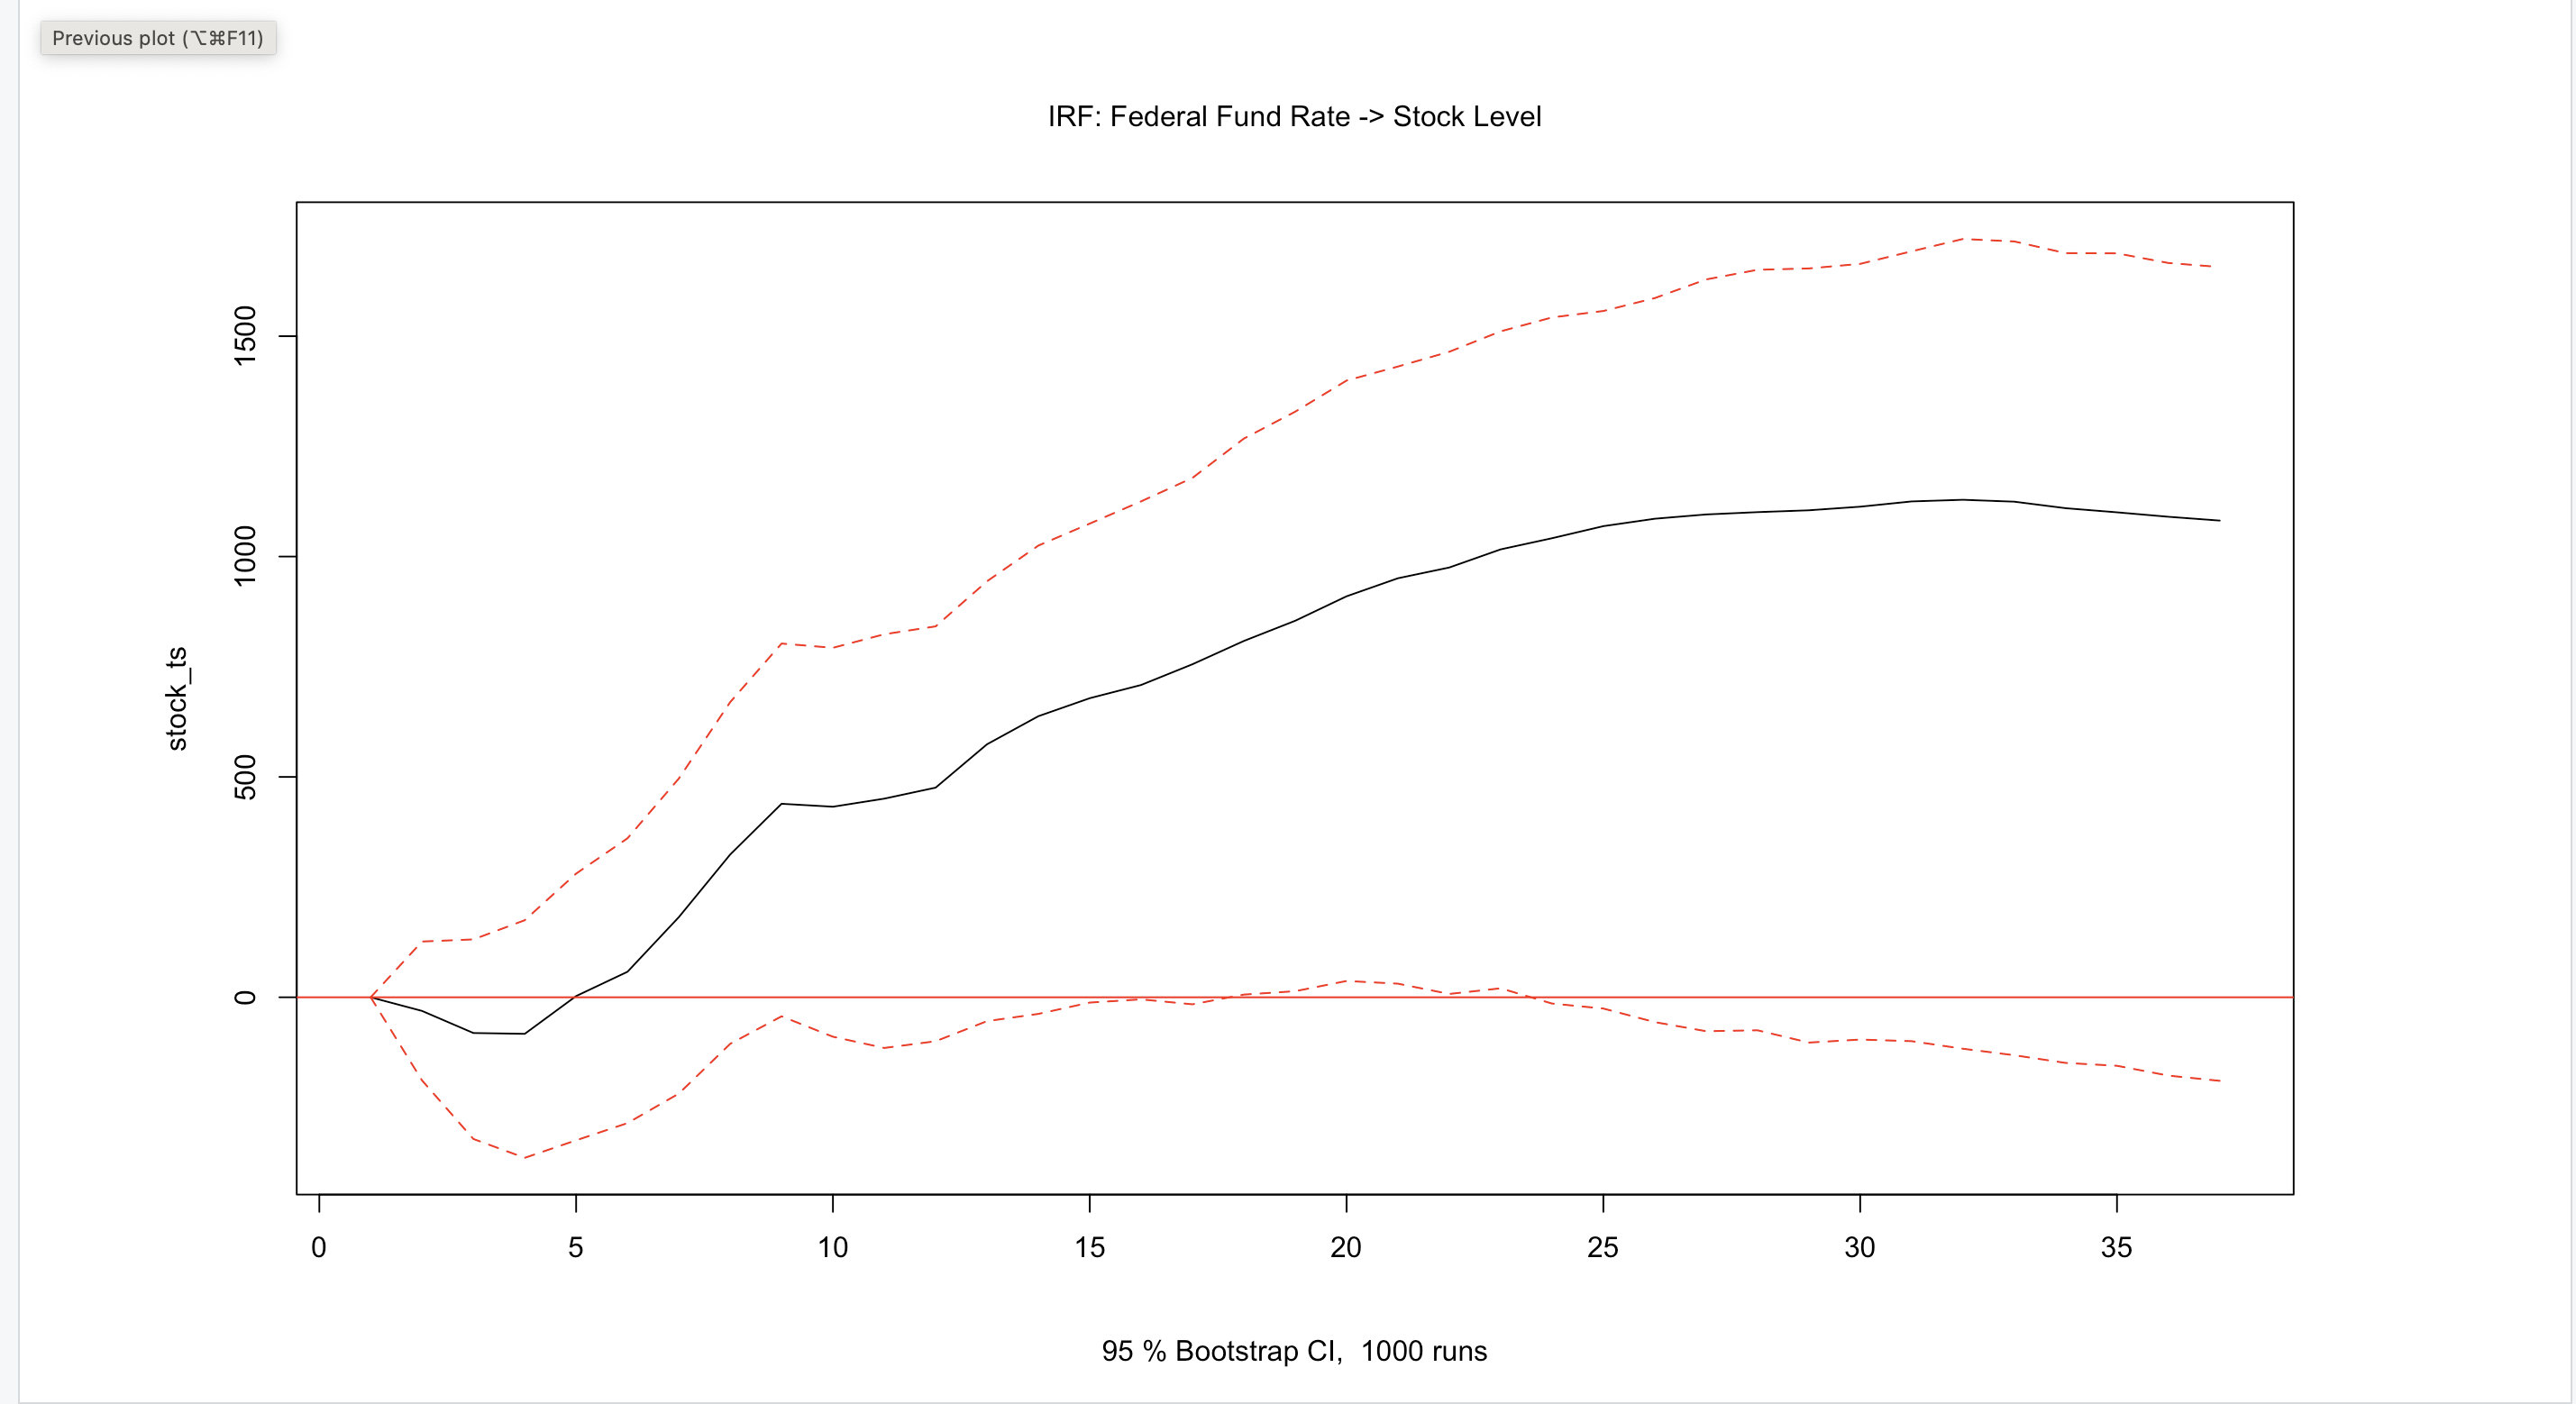 Previous plot (⌥⌘F11)
IRF: Federal Fund Rate -> Stock Level
1500
1000
500
0
stock_ts
0 5 10 15 20 25 30 35
95 % Bootstrap CI,  1000 runs